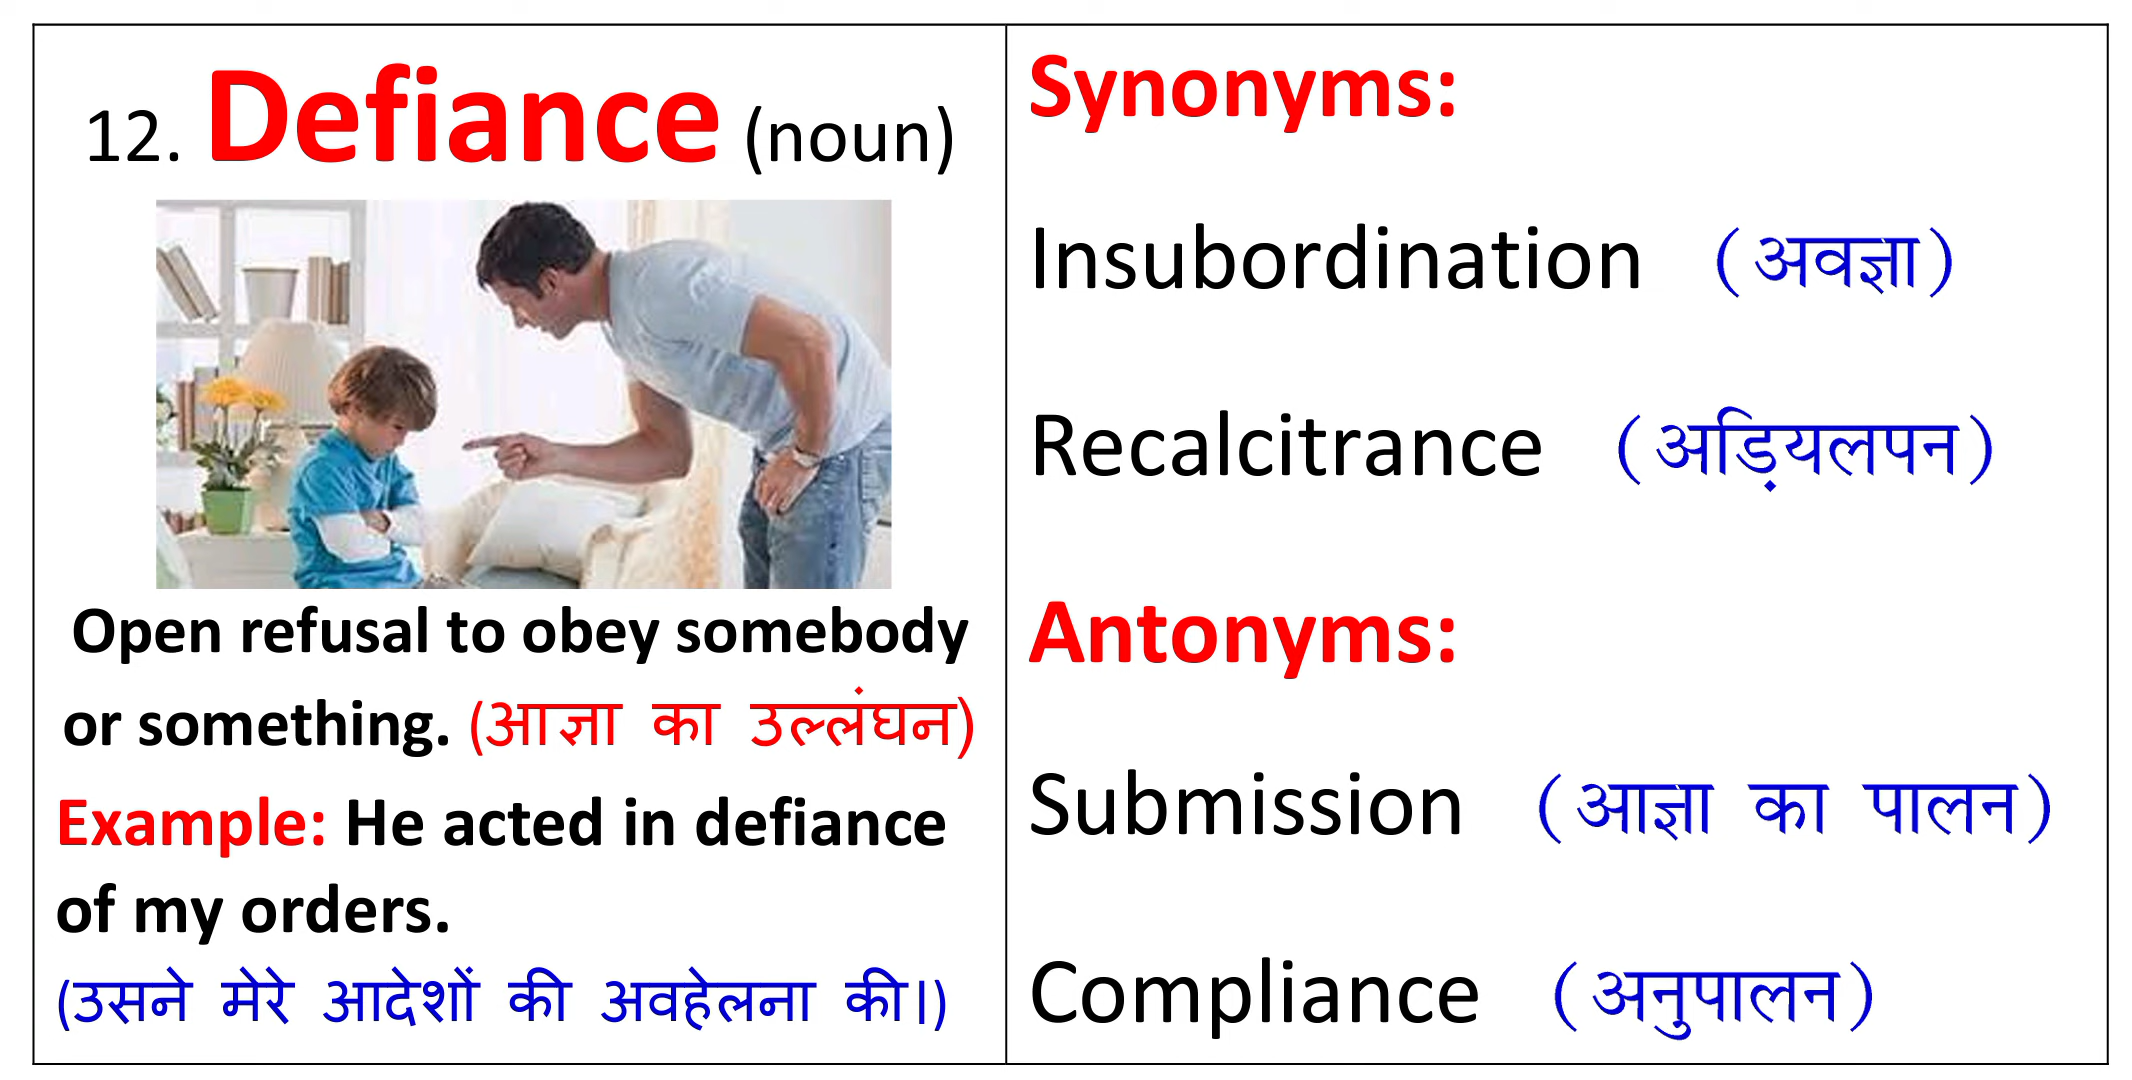 12. Defiance (noun)
Open refusal to obey somebody
or something. (आज्ञा का उल्लंघन)
Example: He acted in defiance
of my orders.
(उसने मेरे आदेशों की अवहेलना की।)
Synonyms:
Insubordination (अवज्ञा)
Recalcitrance (अड़ियलपन)
Antonyms:
Submission (आज्ञा का पालन)
Compliance (अनुपालन)